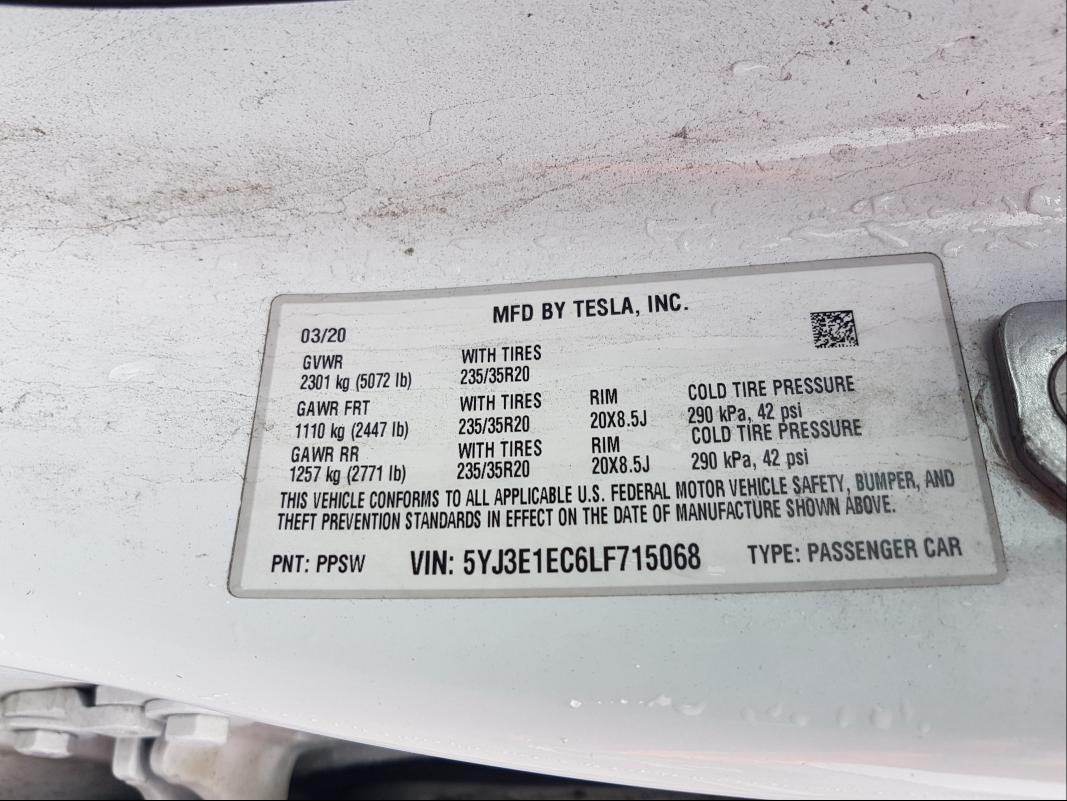 MFD BY TESLA, INC.
03/20
GVWR WITH TIRES
2301 kg (5072 lb) 235/35R20
GAWR FRT WITH TIRES RIM COLD TIRE PRESSURE
1110 kg (2447 lb) 235/35R20 20X8.5J 290 kPa, 42 psi
GAWR RR WITH TIRES RIM COLD TIRE PRESSURE
1257 kg (2771 lb) 235/35R20 20X8.5J 290 kPa, 42 psi
THIS VEHICLE CONFORMS TO ALL APPLICABLE U.S. FEDERAL MOTOR VEHICLE SAFETY, BUMPER, AND
THEFT PREVENTION STANDARDS IN EFFECT ON THE DATE OF MANUFACTURE SHOWN ABOVE.
PNT: PPSW VIN: 5YJ3E1EC6LF715068 TYPE: PASSENGER CAR